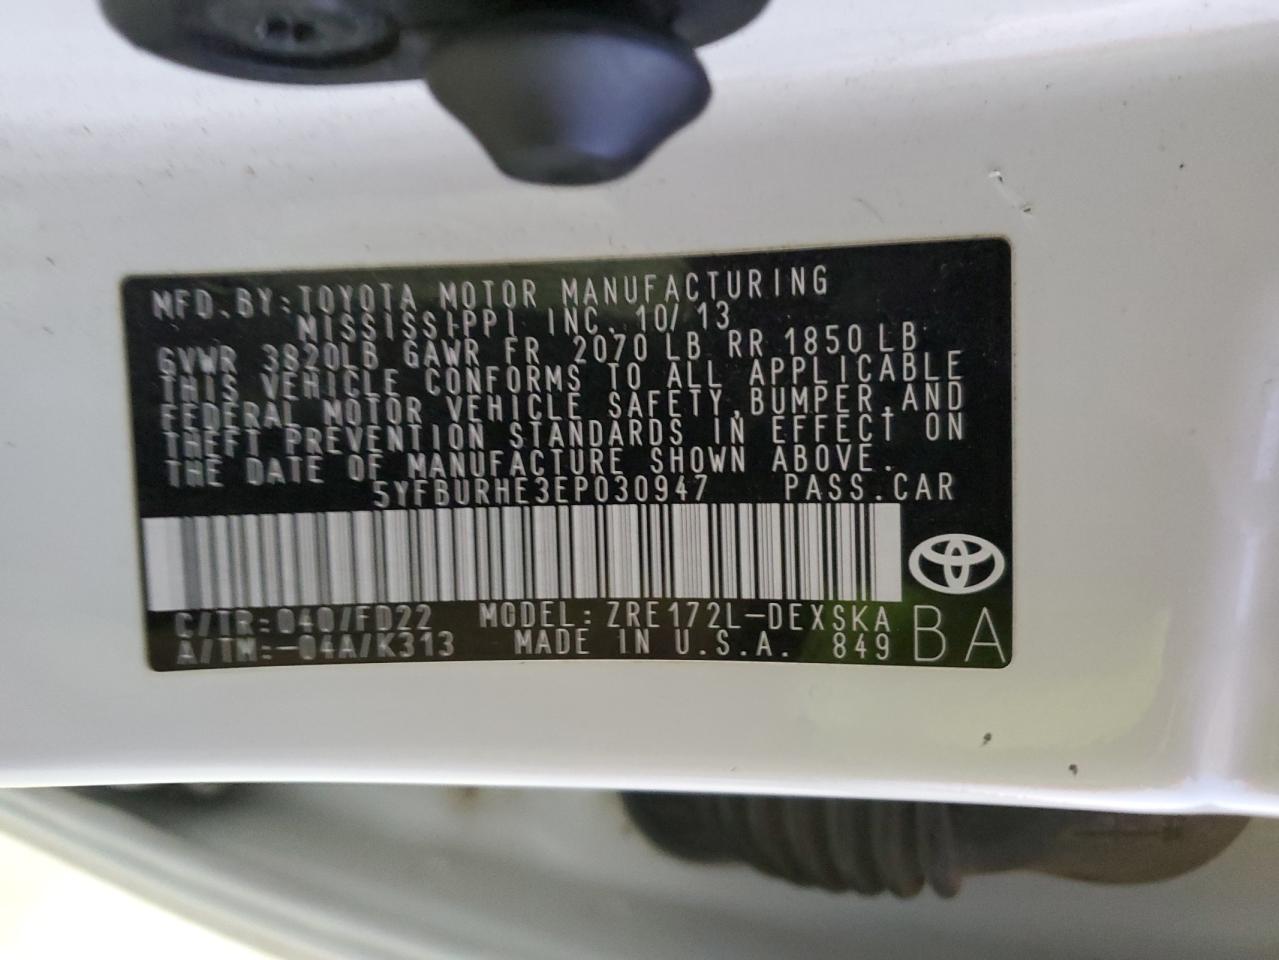 MFD.BY:TOYOTA MOTOR MANUFACTURING
MISSISSIPPI INC. 10/13
GVWR 3820LB GAWR FR 2070 LB RR 1850 LB
THIS VEHICLE CONFORMS TO ALL APPLICABLE
FEDERAL MOTOR VEHICLE SAFETY,BUMPER,AND
THEFT PREVENTION STANDARDS IN EFFECT ON
THE DATE OF MANUFACTURE SHOWN ABOVE.
5YFBURHE3EP030947 PASS.CAR
C/TR:040/FD22 MODEL:ZRE172L-DEXSKA
A/TM:-04A/K313 MADE IN U.S.A. 849 BA